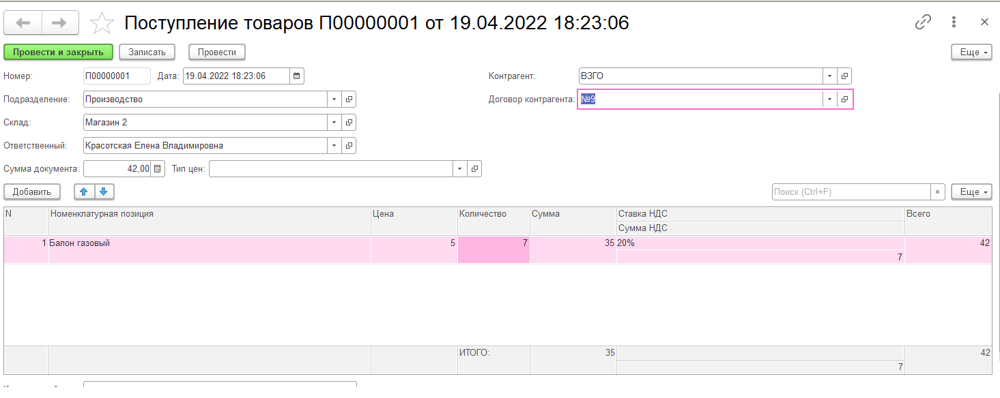 Поступление товаров П00000001 от 19.04.2022 18:23:06
Провести и закрыть Записать Провести Еще
Номер: П00000001 Дата: 19.04.2022 18:23:06 Контрагент: ВЗГО
Подразделение: Производство Договор контрагента: №9
Склад: Магазин 2
Ответственный: Красотская Елена Владимировна
Сумма документа: 42,00 Тип цен:
Добавить Поиск (Ctrl+F) × Еще
N Номенклатурная позиция Цена Количество Сумма Ставка НДС Всего
Сумма НДС
1 Балон газовый 5 7 35 20% 42
7
ИТОГО: 35 42
7